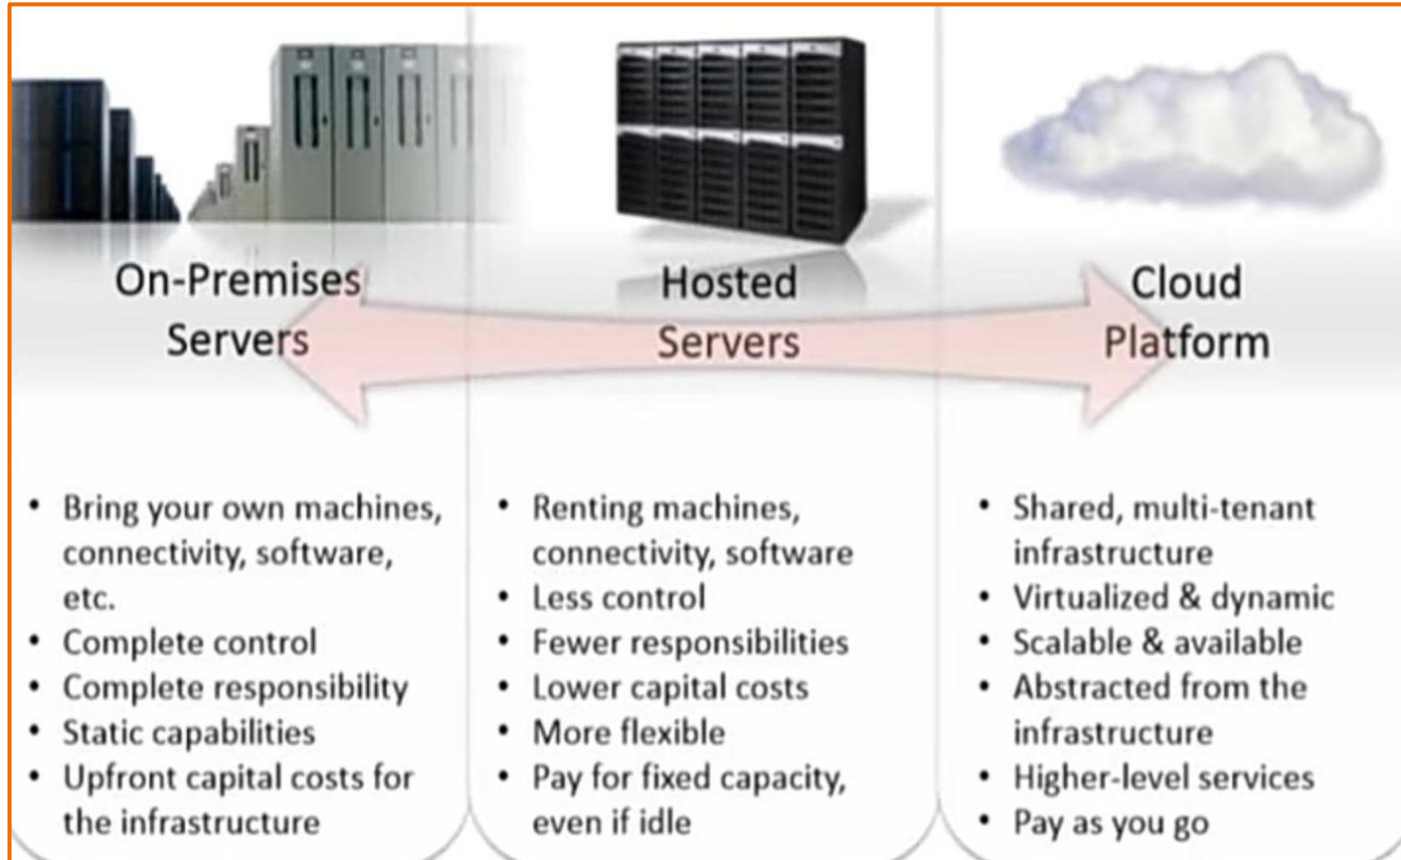 On-Premises
Servers
Hosted
Servers
Cloud
Platform
• Bring your own machines,
connectivity, software,
etc.
• Complete control
• Complete responsibility
• Static capabilities
• Upfront capital costs for
the infrastructure
• Renting machines,
connectivity, software
• Less control
• Fewer responsibilities
• Lower capital costs
• More flexible
• Pay for fixed capacity,
even if idle
• Shared, multi-tenant
infrastructure
• Virtualized & dynamic
• Scalable & available
• Abstracted from the
infrastructure
• Higher-level services
• Pay as you go